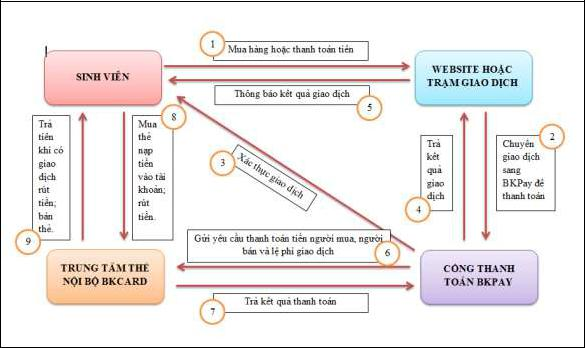 1
Mua hàng hoặc thanh toán tiền
SINH VIÊN
WEBSITE HOẶC
TRẠM GIAO DỊCH
Thông báo kết quả giao dịch
5
8
Trả
tiền
khi có
giao
dịch
rút
tiền;
bán
thẻ.
9
Mua
thẻ
nạp
tiền
vào tài
khoản;
rút
tiền.
3
Xác thực giao dịch
Trả
kết
quả
giao
dịch
4
2
Chuyển
giao dịch
sang
BKPay để
thanh toán
Gửi yêu cầu thanh toán tiền người mua, người
bán và lệ phí giao dịch
6
TRUNG TÂM THẺ
NỘI BỘ BKCARD
CÔNG THANH
TOÁN BKPAY
7
Trả kết quả thanh toán